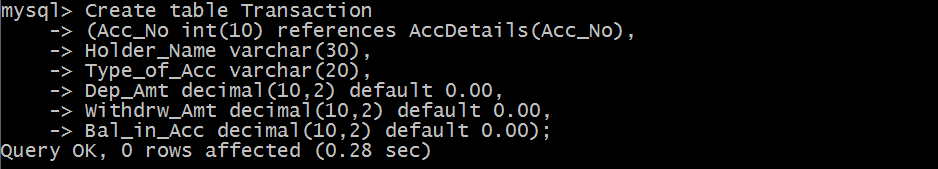 mysql> Create table Transaction
    -> (Acc_No int(10) references AccDetails(Acc_No),
    -> Holder_Name varchar(30),
    -> Type_of_Acc varchar(20),
    -> Dep_Amt decimal(10,2) default 0.00,
    -> Withdrw_Amt decimal(10,2) default 0.00,
    -> Bal_in_Acc decimal(10,2) default 0.00);
Query OK, 0 rows affected (0.28 sec)